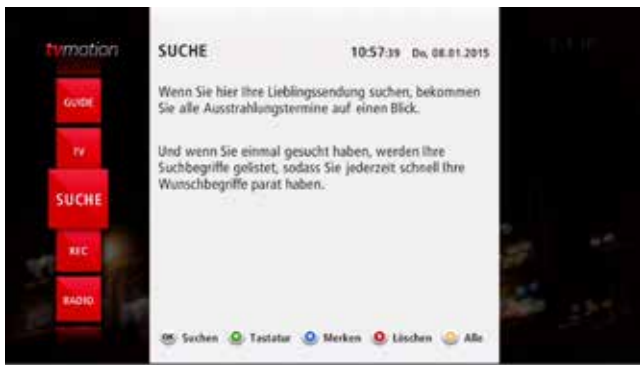 tvmotion
SUCHE
10:57:39 Do, 08.01.2015
GUIDE
TV
SUCHE
REC
RADIO
Wenn Sie hier Ihre Lieblingssendung suchen, bekommen
Sie alle Ausstrahlungstermine auf einen Blick.
Und wenn Sie einmal gesucht haben, werden Ihre
Suchbegriffe gelistet, sodass Sie jederzeit schnell Ihre
Wunschbegriffe parat haben.
OK Suchen Tastatur Merken Löschen Alle